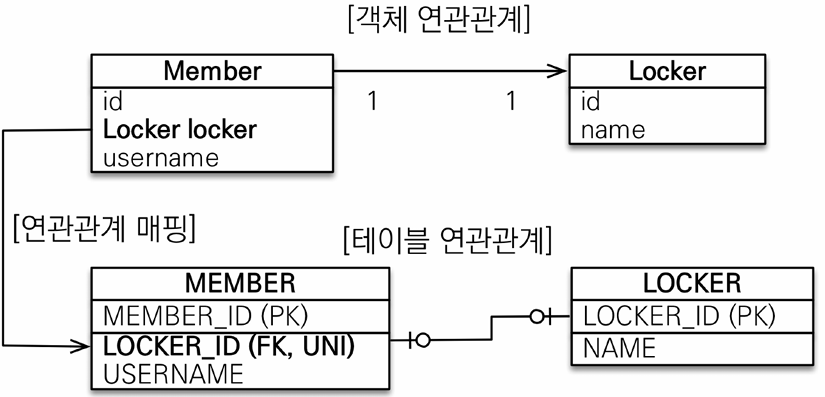 [객체 연관관계]
Member
id
Locker locker
username
1
1
Locker
id
name
[연관관계 매핑]
[테이블 연관관계]
MEMBER
MEMBER_ID (PK)
LOCKER_ID (FK, UNI)
USERNAME
LOCKER
LOCKER_ID (PK)
NAME